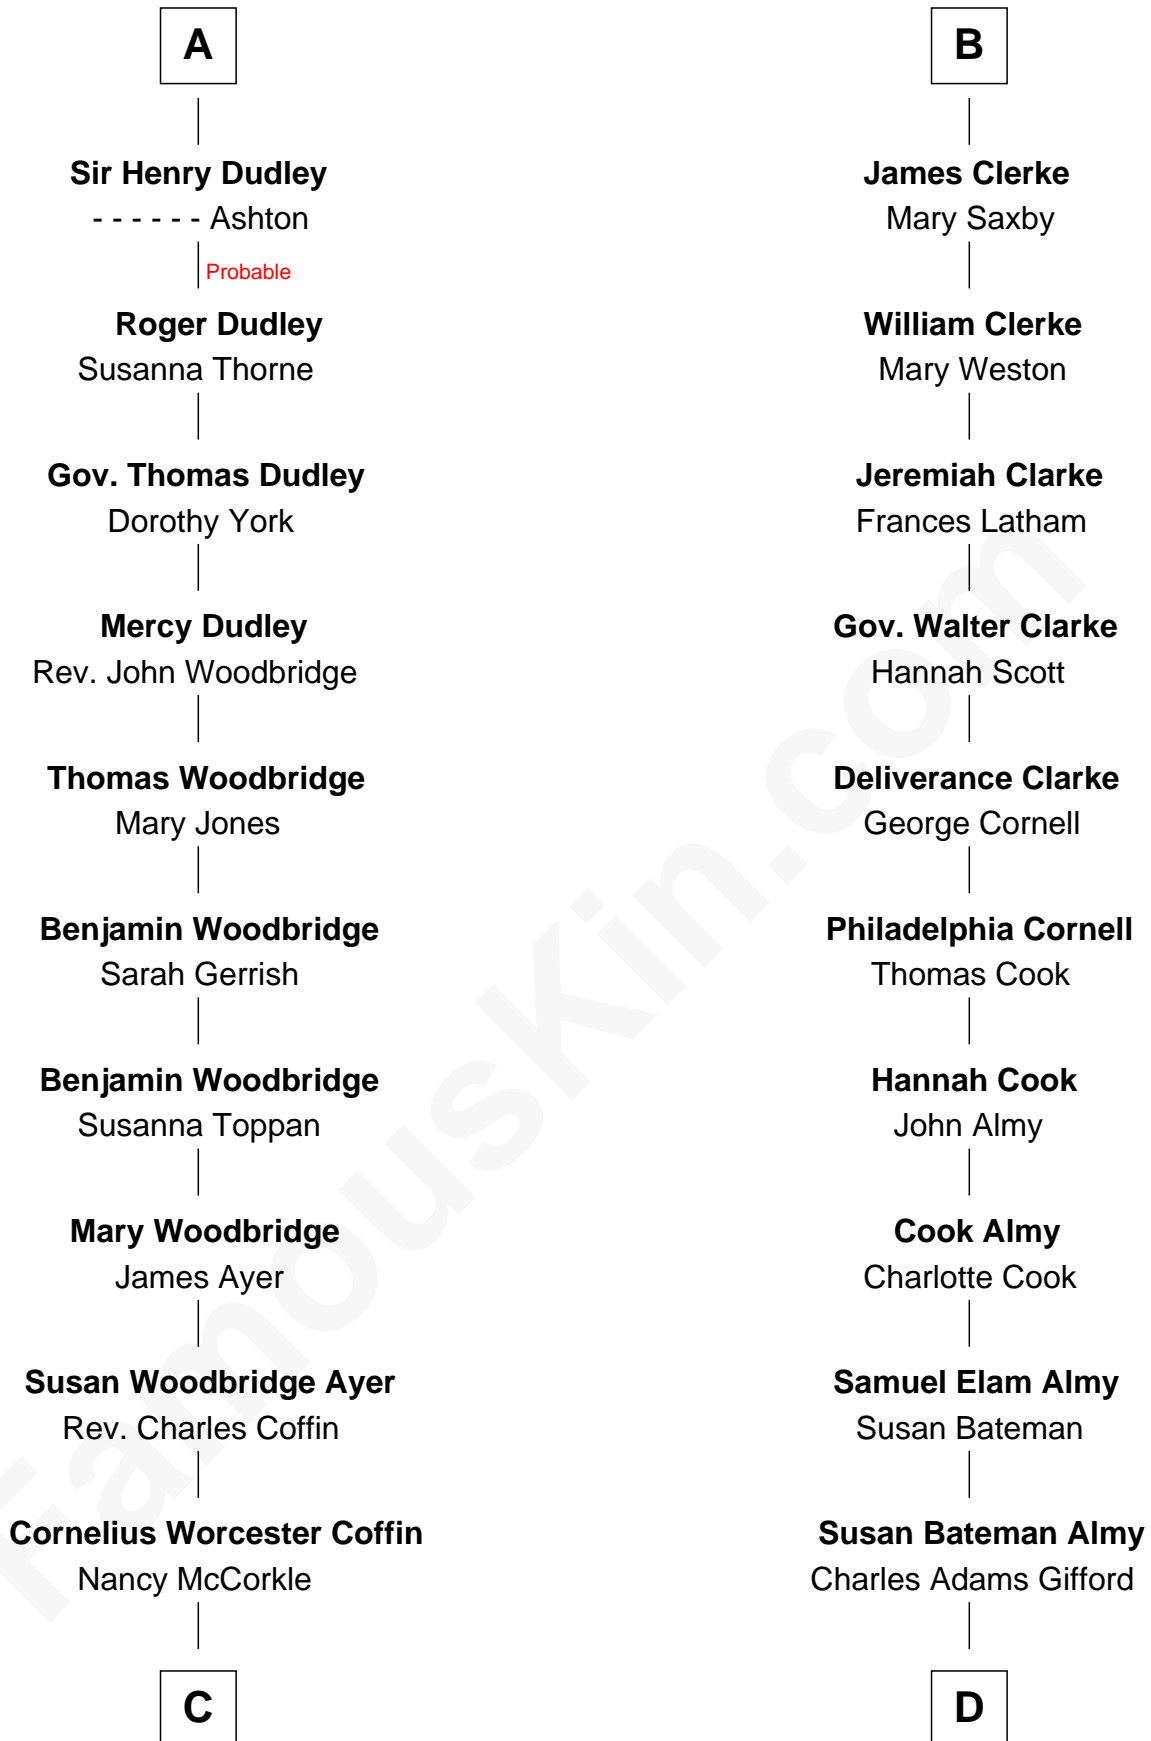 A
Sir Henry Dudley
- - - - - - Ashton
Probable
Roger Dudley
Susanna Thorne
Gov. Thomas Dudley
Dorothy York
Mercy Dudley
Rev. John Woodbridge
Thomas Woodbridge
Mary Jones
Benjamin Woodbridge
Sarah Gerrish
Benjamin Woodbridge
Susanna Toppan
Mary Woodbridge
James Ayer
Susan Woodbridge Ayer
Rev. Charles Coffin
Cornelius Worcester Coffin
Nancy McCorkle
C
B
James Clerke
Mary Saxby
William Clerke
Mary Weston
Jeremiah Clarke
Frances Latham
Gov. Walter Clarke
Hannah Scott
Deliverance Clarke
George Cornell
Philadelphia Cornell
Thomas Cook
Hannah Cook
John Almy
Cook Almy
Charlotte Cook
Samuel Elam Almy
Susan Bateman
Susan Bateman Almy
Charles Adams Gifford
D
FamousKin.com